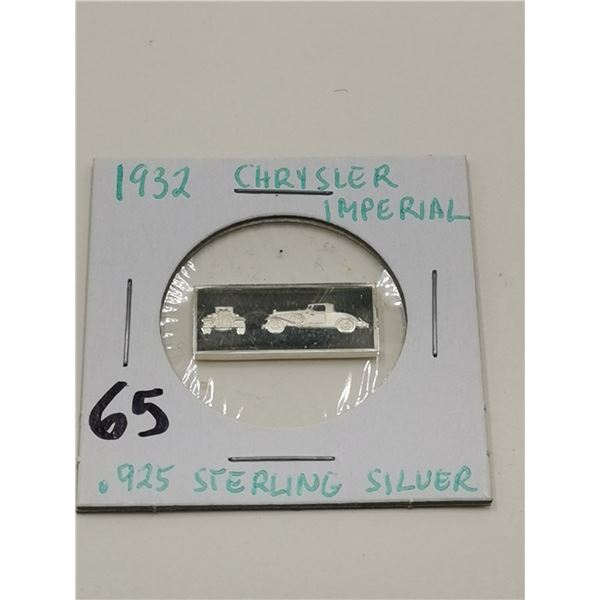 1932 CHRYSLER
IMPERIAL
65
.925 STERLING SILVER